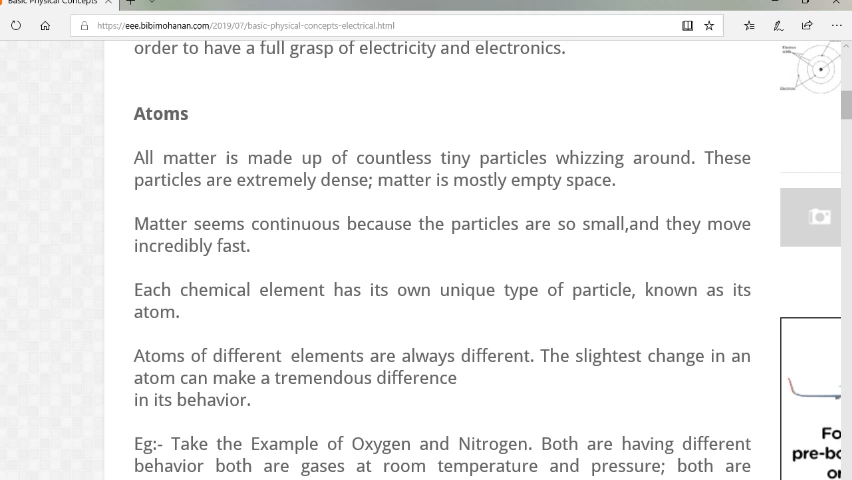 Basic Physical Concepts
https://eee.bibimohanan.com/2019/07/basic-physical-concepts-electrical.html
order to have a full grasp of electricity and electronics.
Atoms
All matter is made up of countless tiny particles whizzing around. These
particles are extremely dense; matter is mostly empty space.
Matter seems continuous because the particles are so small,and they move
incredibly fast.
Each chemical element has its own unique type of particle, known as its
atom.
Atoms of different elements are always different. The slightest change in an
atom can make a tremendous difference
in its behavior.
Eg:- Take the Example of Oxygen and Nitrogen. Both are having different
behavior both are gases at room temperature and pressure; both are
Fo
pre-bo
on